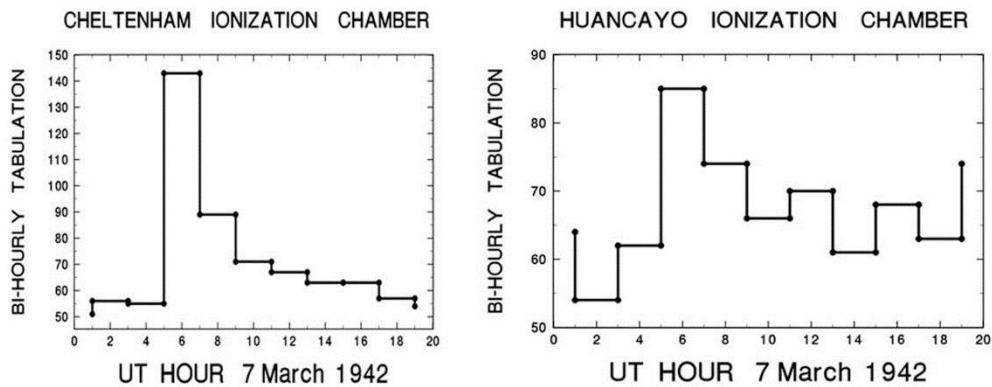 CHELTENHAM IONIZATION CHAMBER
BI-HOURLY TABULATION
150
140
130
120
110
100
90
80
70
60
50
0 2 4 6 8 10 12 14 16 18 20
UT HOUR 7 March 1942
HUANCAYO IONIZATION CHAMBER
BI-HOURLY TABULATION
90
80
70
60
50
0 2 4 6 8 10 12 14 16 18 20
UT HOUR 7 March 1942